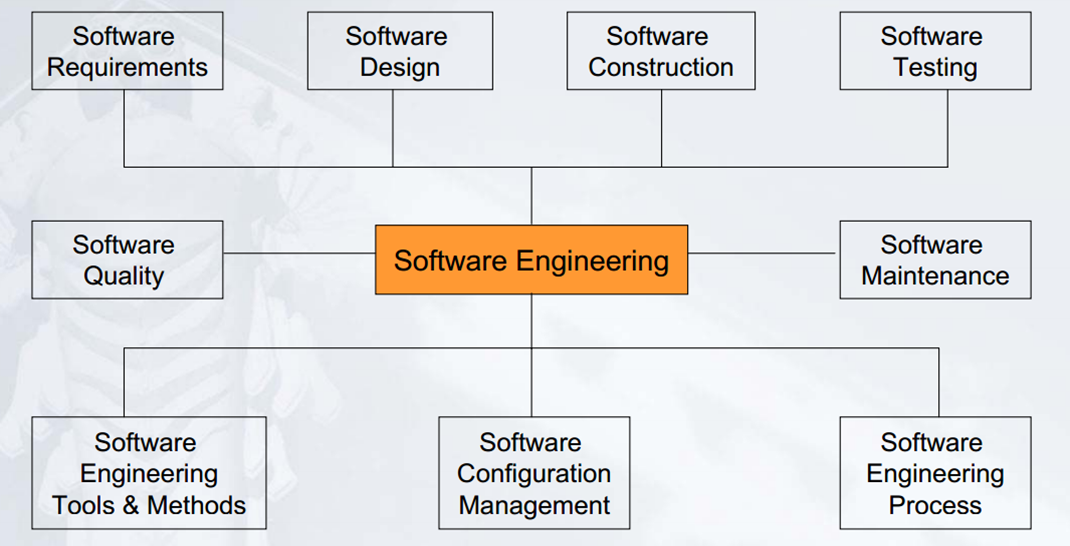 Software
Requirements
Software
Design
Software
Construction
Software
Testing
Software
Quality
Software Engineering
Software
Maintenance
Software
Engineering
Tools & Methods
Software
Configuration
Management
Software
Engineering
Process